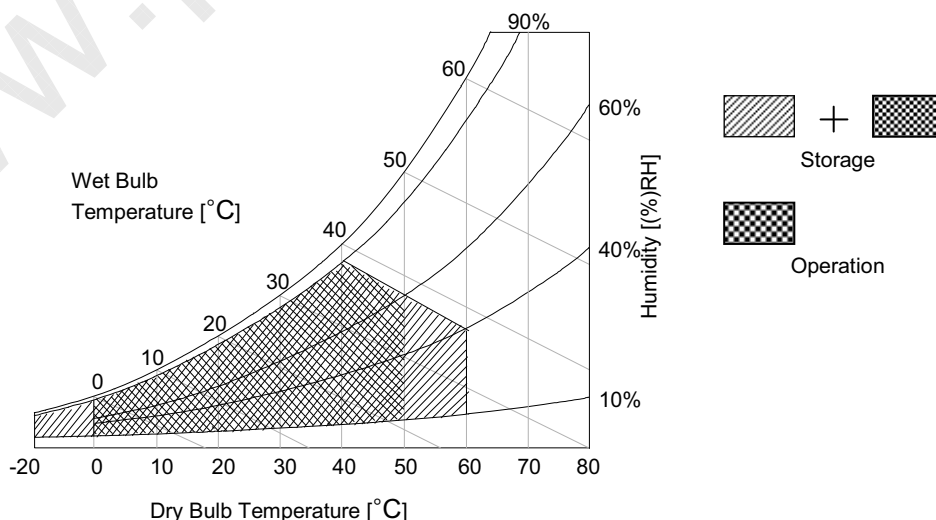 90%
60
60%
50
Wet Bulb
Temperature [°C]
Storage
40
40%
Humidity [(%)RH]
30
Operation
20
10
0
10%
-20 0 10 20 30 40 50 60 70 80
Dry Bulb Temperature [°C]